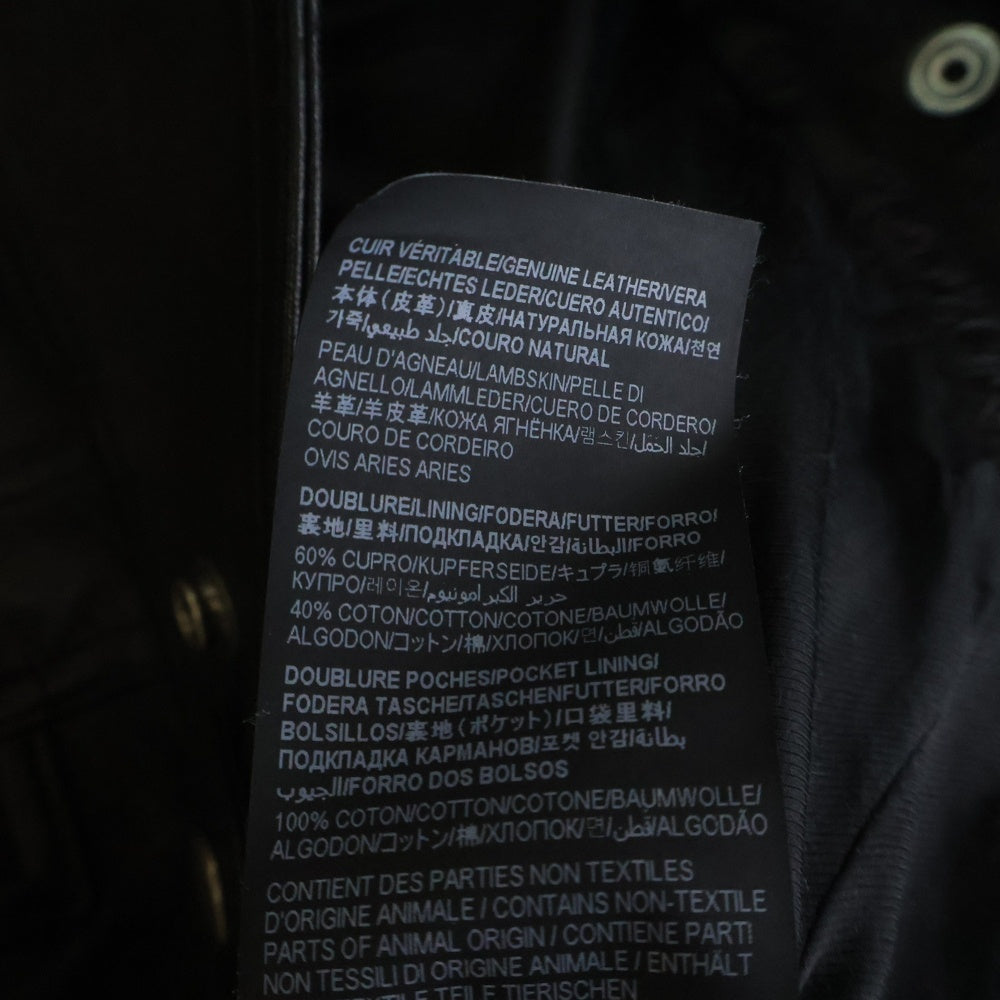 CUIR VÉRITABLE/GENUINE LEATHER/VERA
PELLE/ECHTES LEDER/CUERO AUTENTICO/
本体(皮革)/真皮/НАТУРАЛЬНАЯ КОЖА/천연
가죽/جلد طبيعي/COURO NATURAL
PEAU D'AGNEAU/LAMBSKIN/PELLE DI
AGNELLO/LAMMLEDER/CUERO DE CORDERO/
羊革/羊皮革/КОЖА ЯГНЁНКА/램스킨/جلد الحَمَل/
COURO DE CORDEIRO
OVIS ARIES ARIES
DOUBLURE/LINING/FODERA/FUTTER/FORRO/
裏地/里料/ПОДКЛАДКА/안감/البطانة/FORRO
60% CUPRO/KUPFERSEIDE/キュプラ/铜氨纤维/
КУПРО/레이온/حرير الكبرامونيوم
40% COTON/COTTON/COTONE/BAUMWOLLE/
ALGODON/コットン/棉/ХЛОПОК/면/قطن/ALGODÃO
DOUBLURE POCHES/POCKET LINING/
FODERA TASCHE/TASCHENFUTTER/FORRO
BOLSILLOS/裏地(ポケット)/口袋里料/
ПОДКЛАДКА КАРМАНОВ/포켓 안감/بطانة
الجيوب/FORRO DOS BOLSOS
100% COTON/COTTON/COTONE/BAUMWOLLE/
ALGODON/コットン/棉/ХЛОПОК/면/قطن/ALGODÃO
CONTIENT DES PARTIES NON TEXTILES
D'ORIGINE ANIMALE / CONTAINS NON-TEXTILE
PARTS OF ANIMAL ORIGIN / CONTIENE PARTI
NON TESSILI DI ORIGINE ANIMALE / ENTHÄLT
TEILE TIERISCHEN